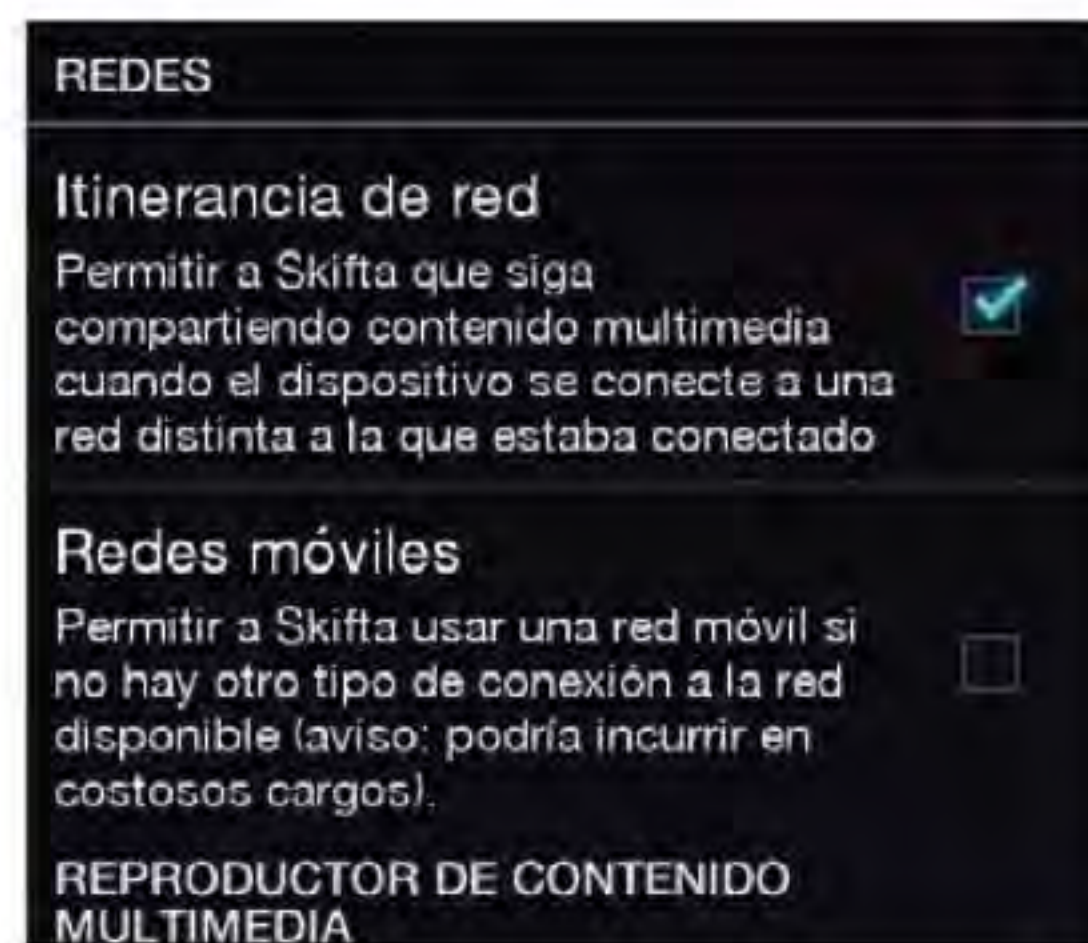 REDES
Itinerancia de red
Permitir a Skifta que siga
compartiendo contenido multimedia
cuando el dispositivo se conecte a una
red distinta a la que estaba conectado
Redes móviles
Permitir a Skifta usar una red móvil si
no hay otro tipo de conexión a la red
disponible (aviso: podría incurrir en
costosos cargos).
REPRODUCTOR DE CONTENIDO
MULTIMEDIA